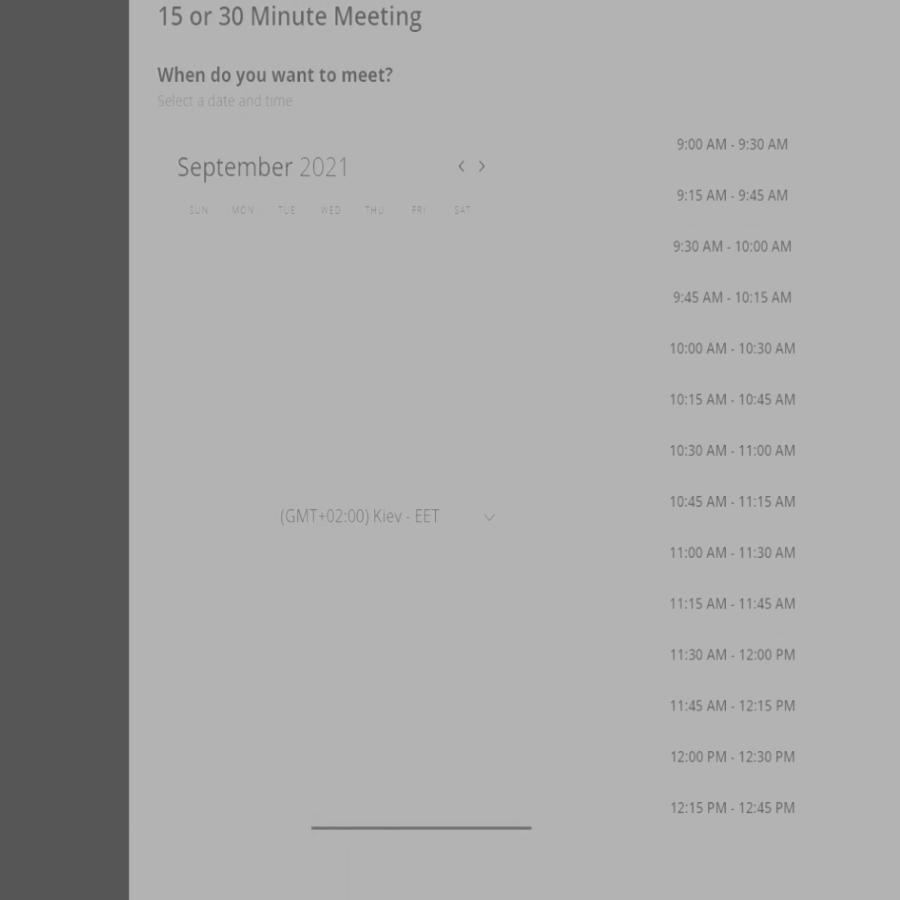 15 or 30 Minute Meeting
When do you want to meet?
Select a date and time
September 2021
SUN MON TUE WED THU FRI SAT
(GMT+02:00) Kiev - EET
9:00 AM - 9:30 AM
9:15 AM - 9:45 AM
9:30 AM - 10:00 AM
9:45 AM - 10:15 AM
10:00 AM - 10:30 AM
10:15 AM - 10:45 AM
10:30 AM - 11:00 AM
10:45 AM - 11:15 AM
11:00 AM - 11:30 AM
11:15 AM - 11:45 AM
11:30 AM - 12:00 PM
11:45 AM - 12:15 PM
12:00 PM - 12:30 PM
12:15 PM - 12:45 PM